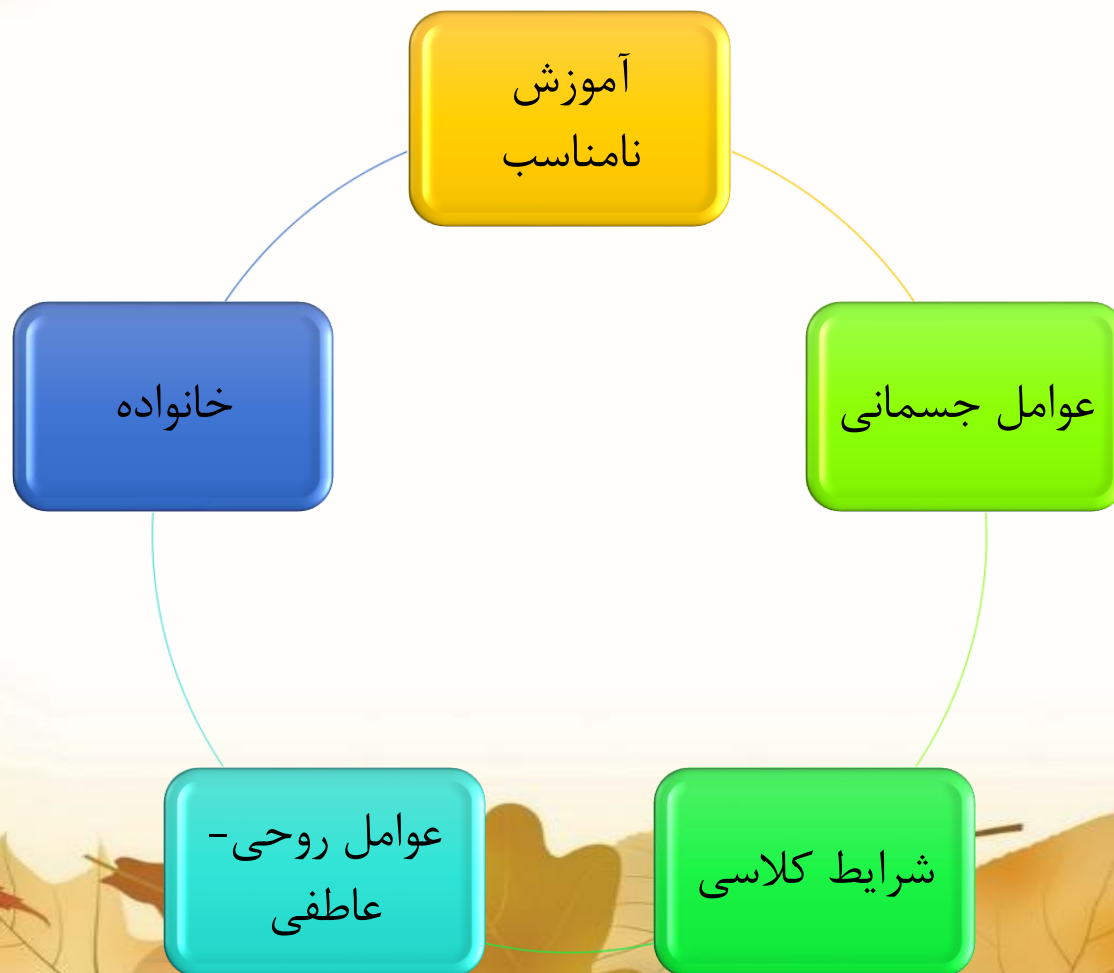 آموزش
نامناسب
عوامل جسمانی
شرایط کلاسی
عوامل روحی-
عاطفی
خانواده